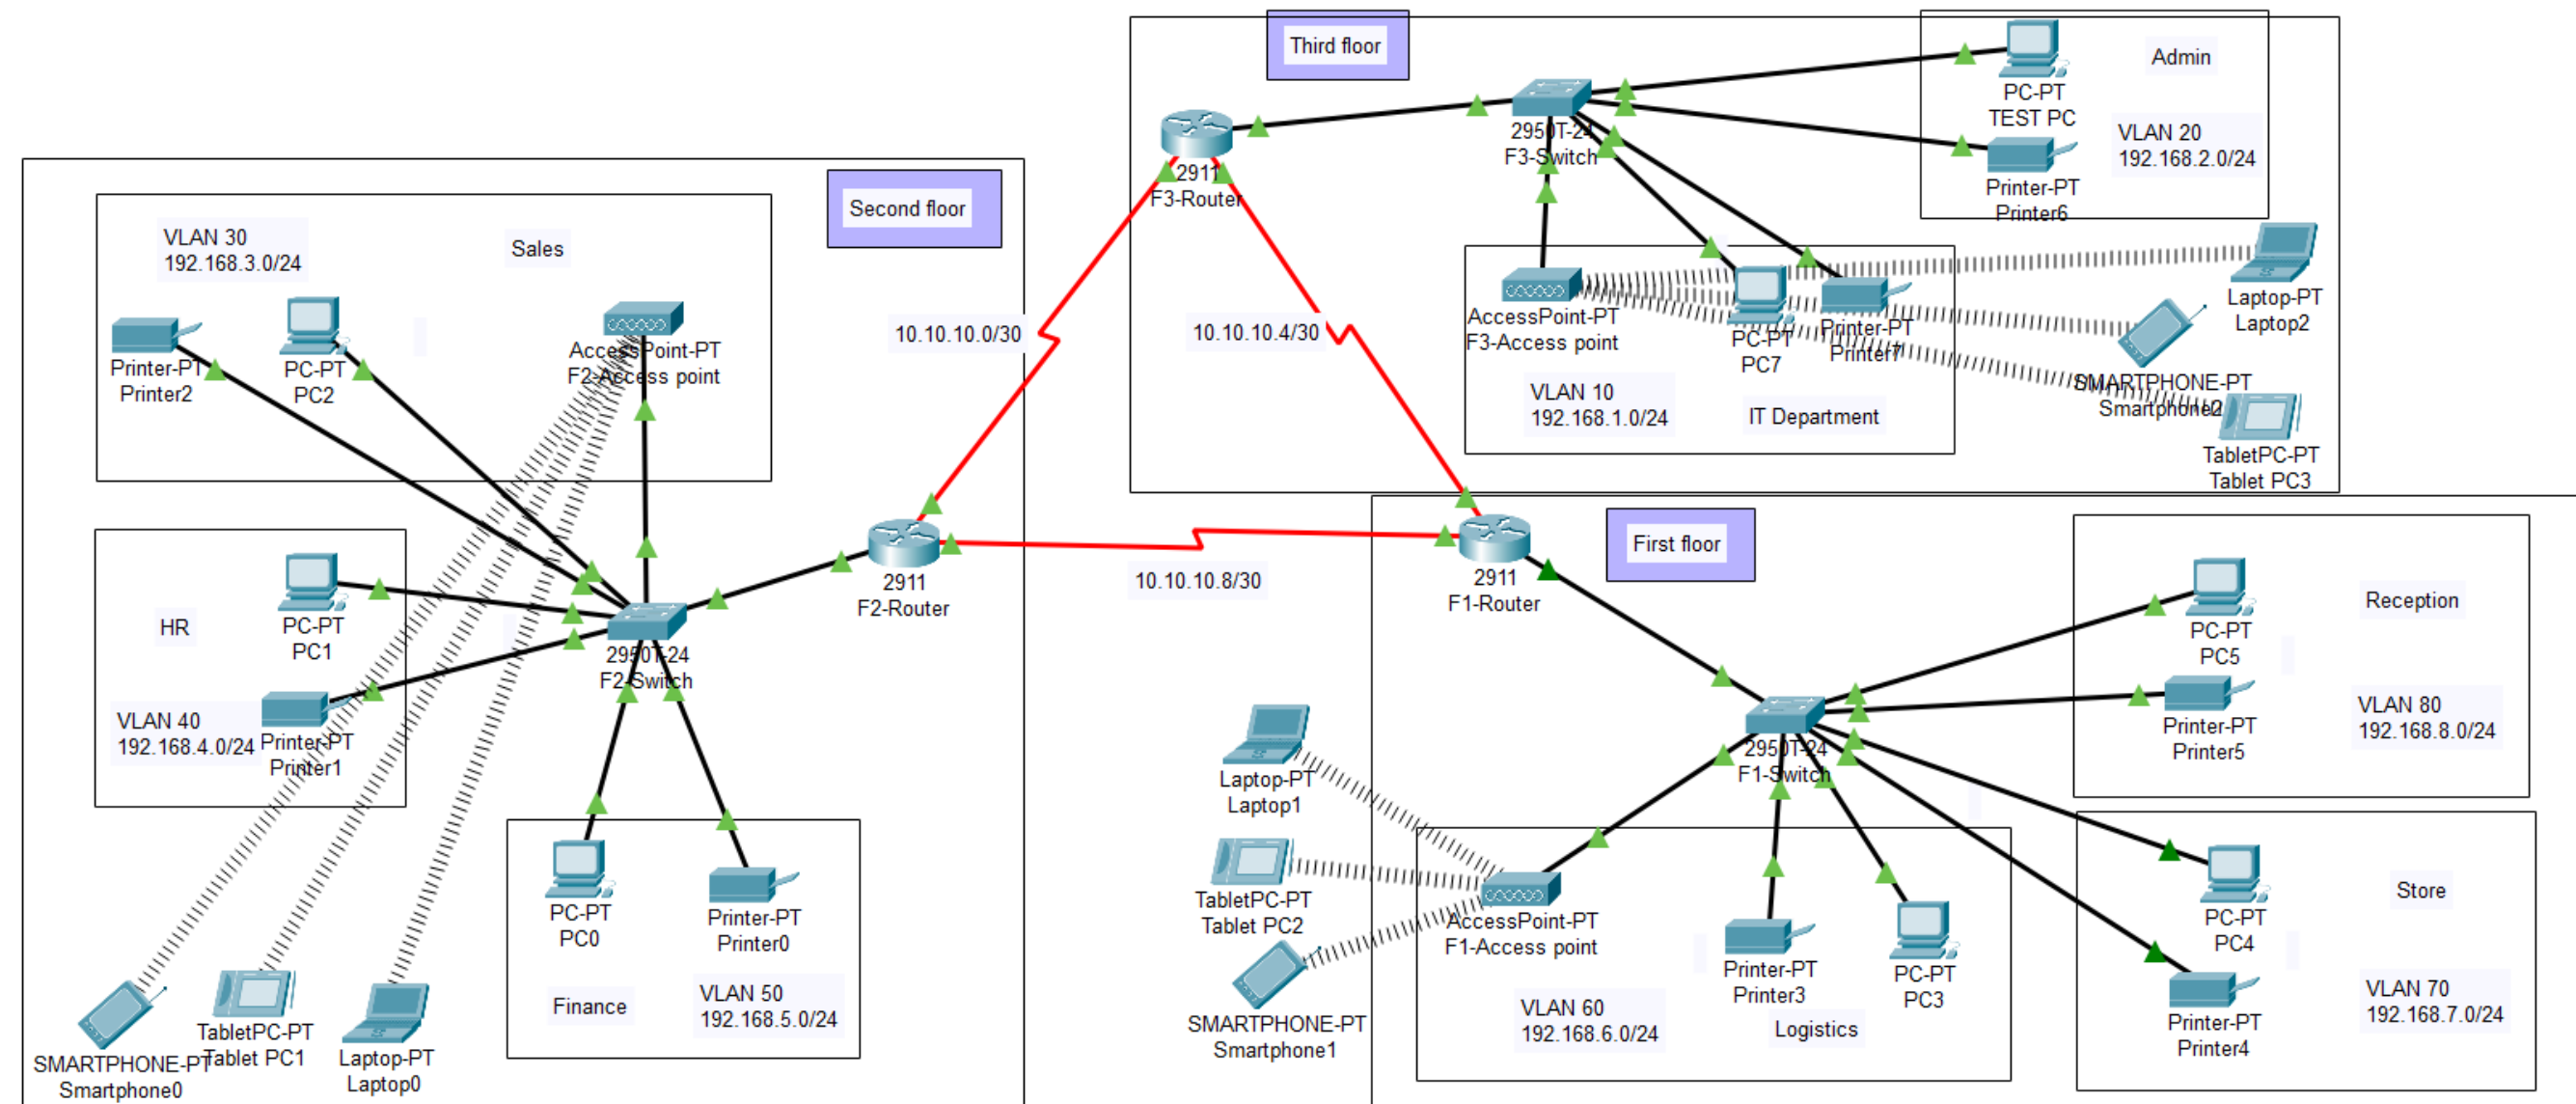 Third floor
2911
F3-Router
2950T-24
F3-Switch
PC-PT
TEST PC
Admin
VLAN 20
192.168.2.0/24
Printer-PT
Printer6
AccessPoint-PT
F3-Access point
PC-PT
PC7
Printer-PT
Printer7
VLAN 10
192.168.1.0/24
IT Department
Laptop-PT
Laptop2
SMARTPHONE-PT
Smartphone2
TabletPC-PT
Tablet PC3
Second floor
VLAN 30
192.168.3.0/24
Sales
Printer-PT
Printer2
PC-PT
PC2
AccessPoint-PT
F2-Access point
10.10.10.0/30
10.10.10.4/30
10.10.10.8/30
HR
PC-PT
PC1
VLAN 40
192.168.4.0/24
Printer-PT
Printer1
2950T-24
F2-Switch
2911
F2-Router
PC-PT
PC0
Printer-PT
Printer0
Finance
VLAN 50
192.168.5.0/24
SMARTPHONE-PT
Smartphone0
TabletPC-PT
Tablet PC1
Laptop-PT
Laptop0
First floor
2911
F1-Router
2950T-24
F1-Switch
PC-PT
PC5
Reception
Printer-PT
Printer5
VLAN 80
192.168.8.0/24
Laptop-PT
Laptop1
TabletPC-PT
Tablet PC2
SMARTPHONE-PT
Smartphone1
AccessPoint-PT
F1-Access point
Printer-PT
Printer3
PC-PT
PC3
VLAN 60
192.168.6.0/24
Logistics
PC-PT
PC4
Store
Printer-PT
Printer4
VLAN 70
192.168.7.0/24